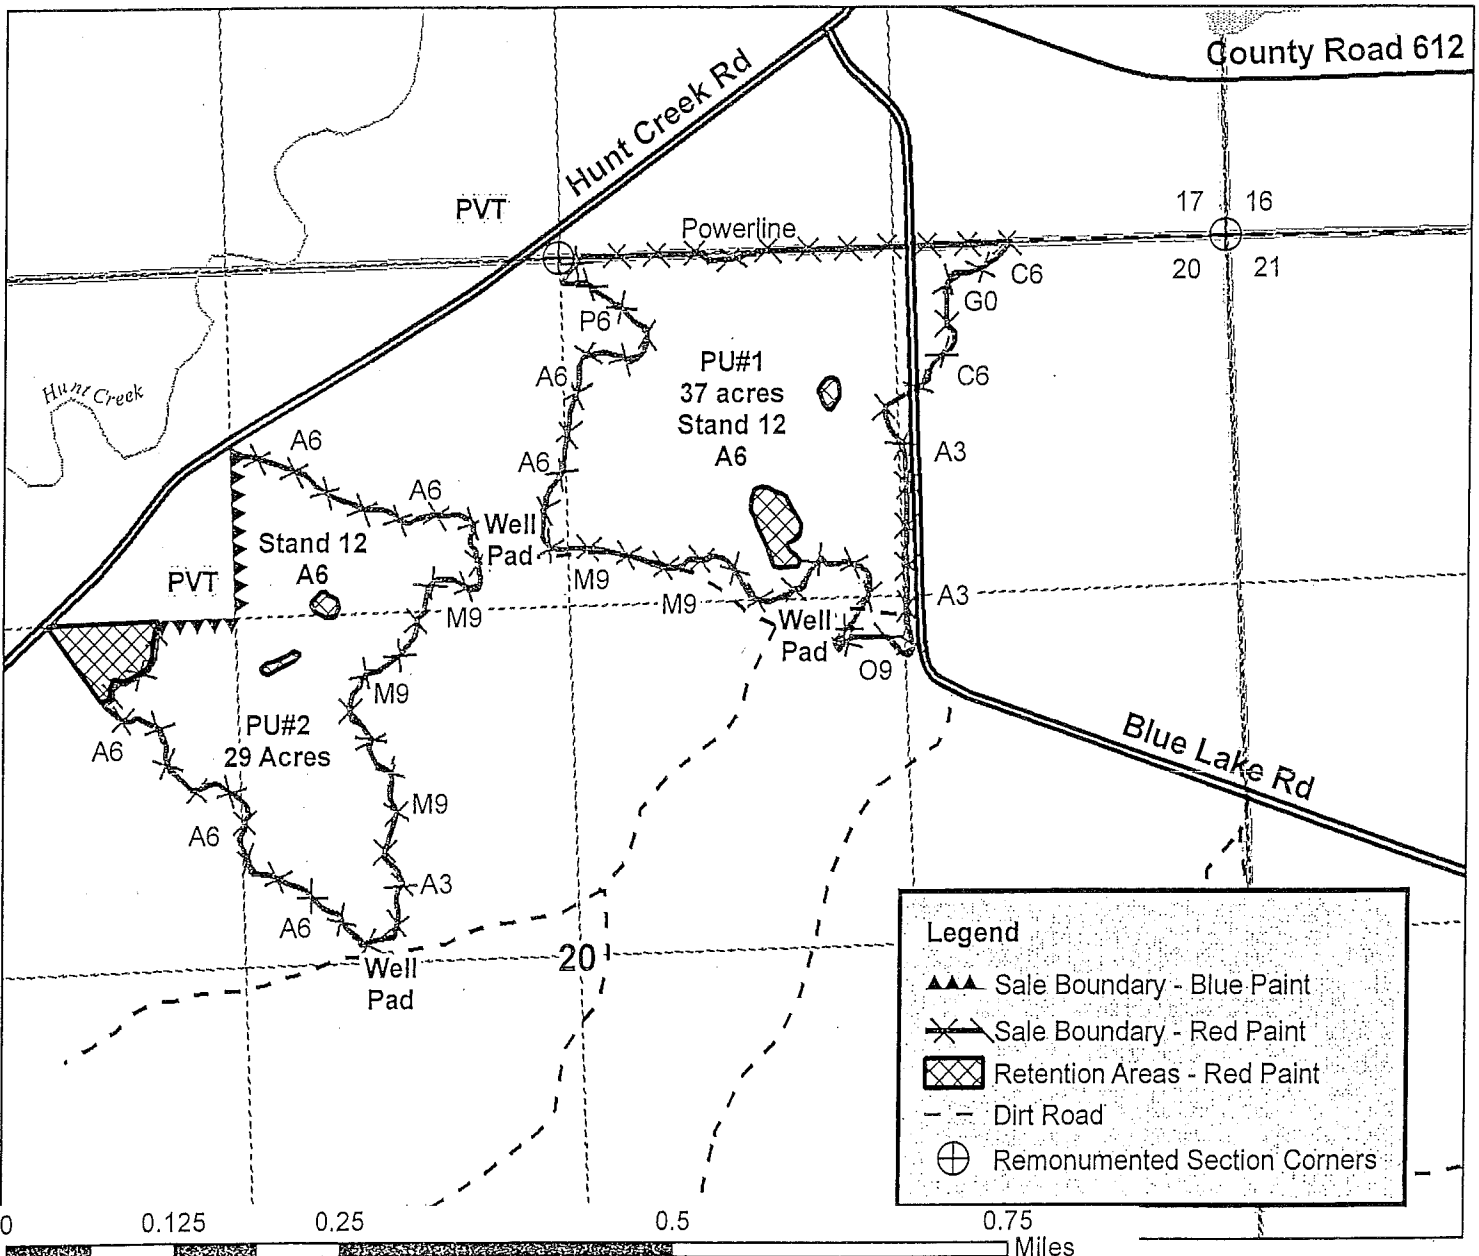 County Road 612
Hunt Creek Rd
PVT
17
16
Powerline
20
21
C6
G0
P6
Hunt Creek
A6
PU#1
37 acres
Stand 12
A6
C6
A6
A6
A6
A3
Well
Pad
Stand 12
A6
PVT
M9
M9
M9
A3
Well
Pad
O9
M9
PU#2
29 Acres
A6
Blue Lake Rd
M9
A6
A3
A6
20
Well
Pad
Legend
Sale Boundary - Blue Paint
Sale Boundary - Red Paint
Retention Areas - Red Paint
Dirt Road
Remonumented Section Corners
0 0.125 0.25 0.5 0.75
Miles